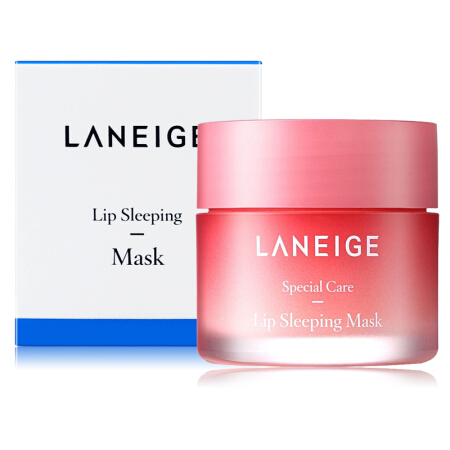 LANEIGE
Lip Sleeping
Mask
LANEIGE
Special Care
Lip Sleeping Mask